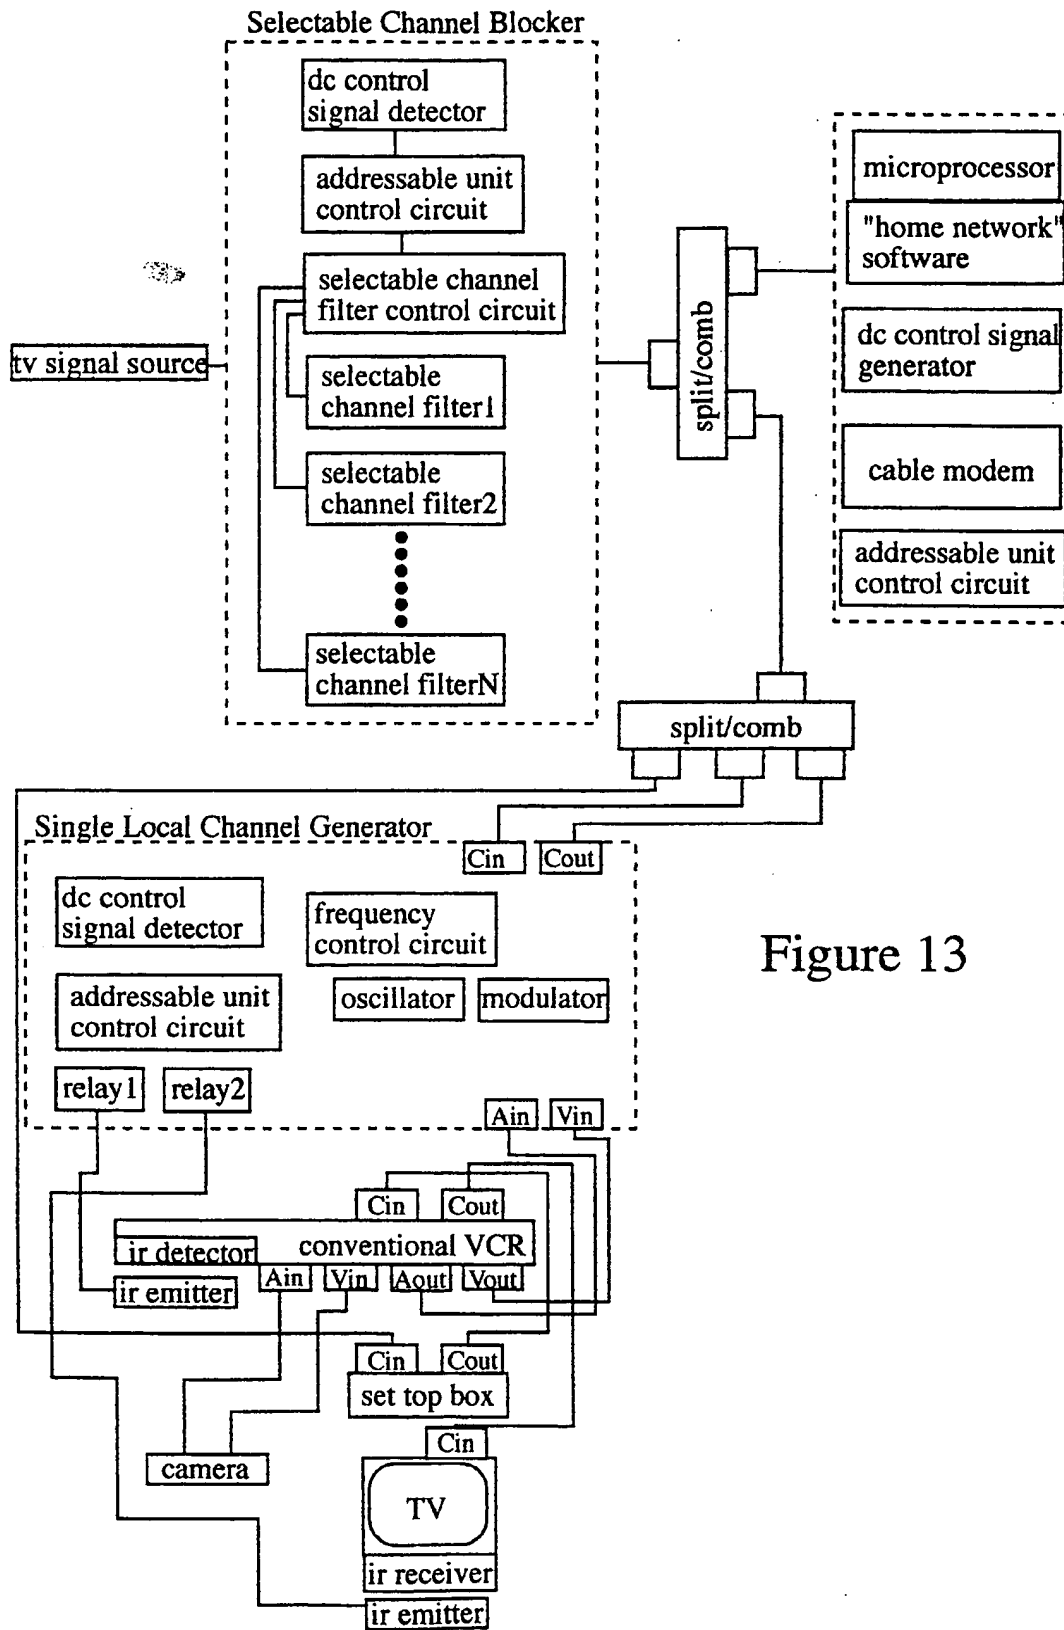 Selectable Channel Blocker
dc control
signal detector
addressable unit
control circuit
selectable channel
filter control circuit
tv signal source
selectable
channel filter1
selectable
channel filter2
selectable
channel filterN
split/comb
microprocessor
"home network"
software
dc control signal
generator
cable modem
addressable unit
control circuit
split/comb
Single Local Channel Generator
Cin
Cout
dc control
signal detector
frequency
control circuit
addressable unit
control circuit
oscillator
modulator
relay1
relay2
Ain
Vin
Figure 13
Cin
Cout
ir detector
conventional VCR
Ain
Vin
Aout
Vout
ir emitter
Cin
Cout
set top box
Cin
camera
TV
ir receiver
ir emitter